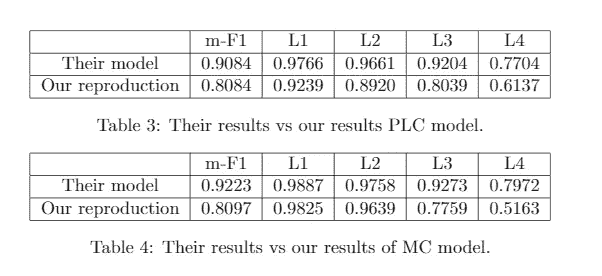 m-F1 L1 L2 L3 L4
Their model 0.9084 0.9766 0.9661 0.9204 0.7704
Our reproduction 0.8084 0.9239 0.8920 0.8039 0.6137
Table 3: Their results vs our results PLC model.
m-F1 L1 L2 L3 L4
Their model 0.9223 0.9887 0.9758 0.9273 0.7972
Our reproduction 0.8097 0.9825 0.9639 0.7759 0.5163
Table 4: Their results vs our results of MC model.